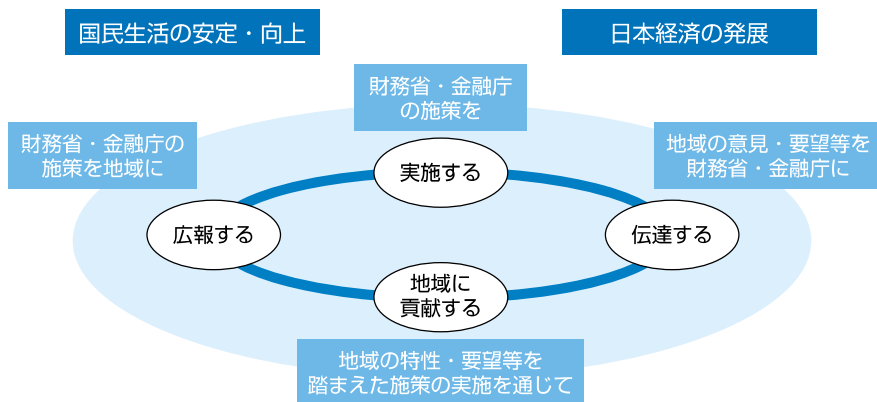 国民生活の安定・向上
日本経済の発展
財務省・金融庁
の施策を
実施する
財務省・金融庁の
施策を地域に
広報する
地域の意見・要望等を
財務省・金融庁に
伝達する
地域に
貢献する
地域の特性・要望等を
踏まえた施策の実施を通じて